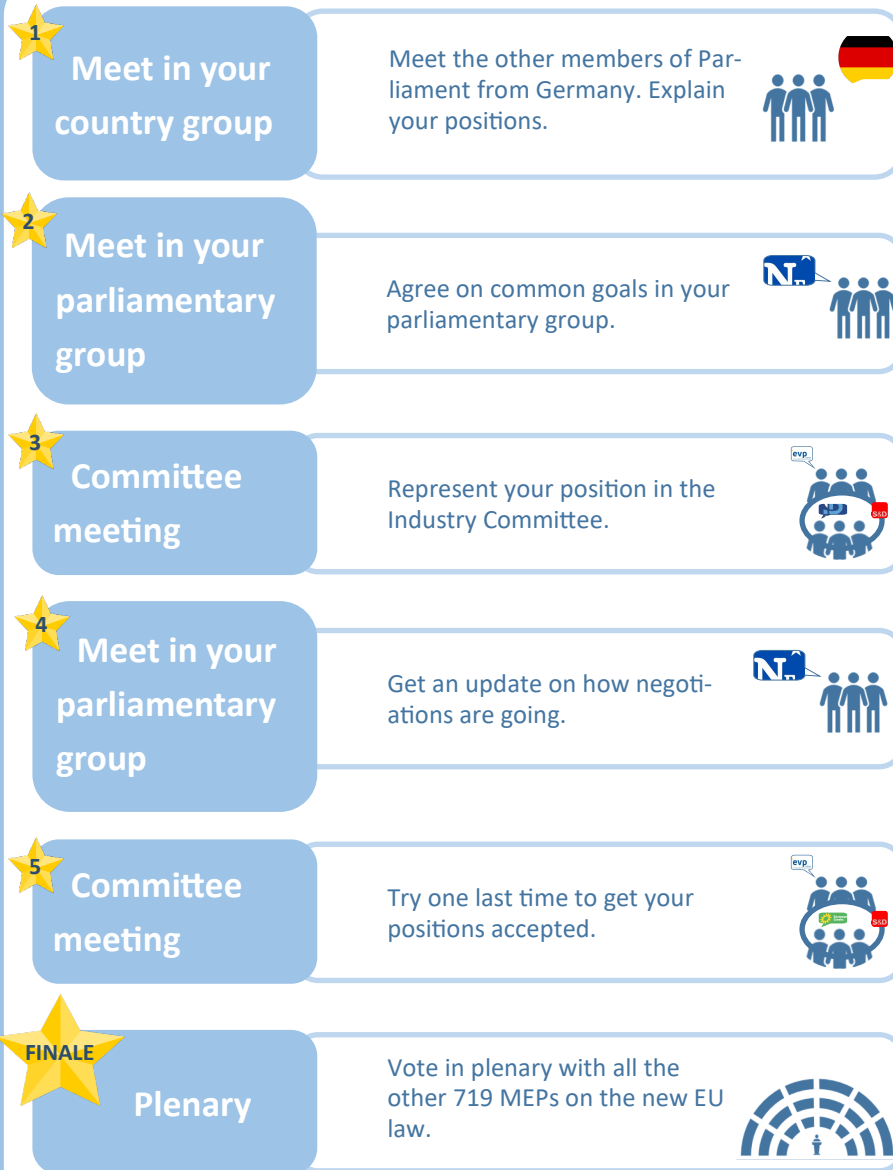 1
Meet in your
country group
Meet the other members of Par-
liament from Germany. Explain
your positions.
2
Meet in your
parliamentary
group
Agree on common goals in your
parliamentary group.
3
Committee
meeting
evp
S&D
Represent your position in the
Industry Committee.
4
Meet in your
parliamentary
group
Get an update on how negoti-
ations are going.
5
Committee
meeting
evp
S&D
Try one last time to get your
positions accepted.
FINALE
Plenary
Vote in plenary with all the
other 719 MEPs on the new EU
law.